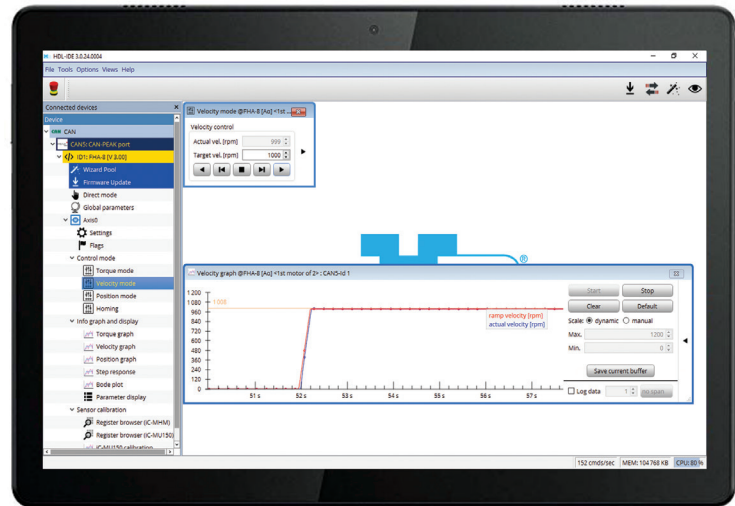 HDL-IDE 3.0.24.0004
File Tools Options Views Help
Connected devices
Device
CAN
CAN5: CAN-PEAK port
ID1: FHA-8 [V 3.00]
Wizard Pool
Firmware Update
Direct mode
Global parameters
Axis0
Settings
Flags
Control mode
Torque mode
Velocity mode
Position mode
Homing
Info graph and display
Torque graph
Velocity graph
Position graph
Step response
Bode plot
Parameter display
Sensor calibration
Register browser (iC-MHM)
Register browser (iC-MU150)
iC-MU150 calibration
Velocity mode @FHA-8 [A0] <1st ...
Velocity control
Actual vel. [rpm] 999
Target vel. [rpm] 1000
®
Velocity graph @FHA-8 [A0] <1st motor of 2> : CAN5-Id 1
1 200
1 080
960
840
720
600
480
360
240
120
0
1 008
ramp velocity [rpm]
actual velocity [rpm]
51 s 52 s 53 s 54 s 55 s 56 s 57 s
Start Stop
Clear Default
Scale: dynamic manual
Max. 1200
Min. 0
Save current buffer
Log data 1 no span
152 cmds/sec MEM: 104 768 KB CPU: 80 %